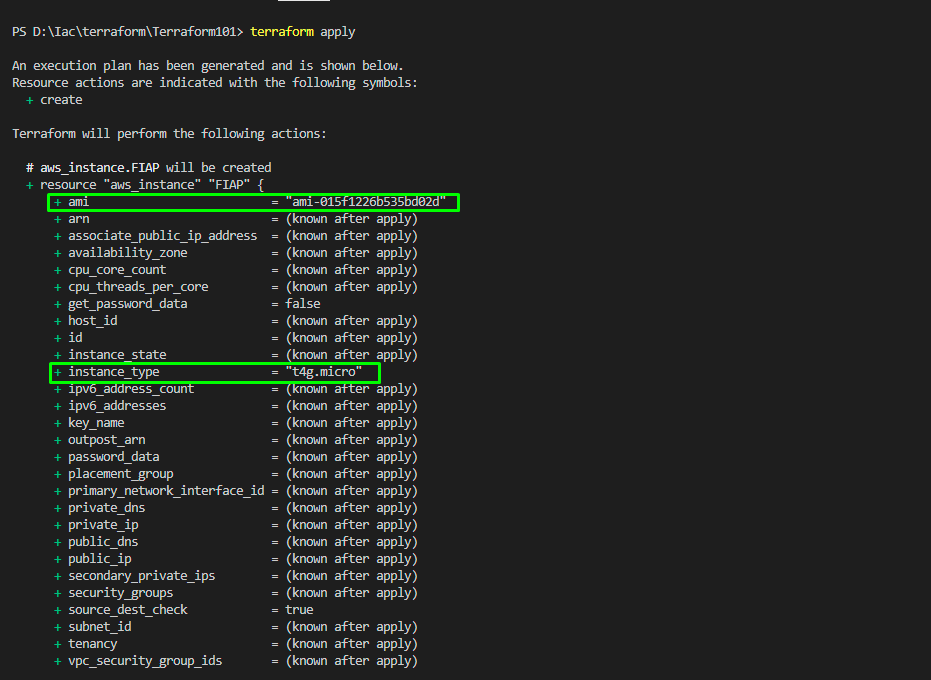 PS D:\Iac\terraform\Terraform101> terraform apply
An execution plan has been generated and is shown below.
Resource actions are indicated with the following symbols:
+ create
Terraform will perform the following actions:
# aws_instance.FIAP will be created
+ resource "aws_instance" "FIAP" {
+ ami = "ami-015f1226b535bd02d"
+ arn = (known after apply)
+ associate_public_ip_address = (known after apply)
+ availability_zone = (known after apply)
+ cpu_core_count = (known after apply)
+ cpu_threads_per_core = (known after apply)
+ get_password_data = false
+ host_id = (known after apply)
+ id = (known after apply)
+ instance_state = (known after apply)
+ instance_type = "t4g.micro"
+ ipv6_address_count = (known after apply)
+ ipv6_addresses = (known after apply)
+ key_name = (known after apply)
+ outpost_arn = (known after apply)
+ password_data = (known after apply)
+ placement_group = (known after apply)
+ primary_network_interface_id = (known after apply)
+ private_dns = (known after apply)
+ private_ip = (known after apply)
+ public_dns = (known after apply)
+ public_ip = (known after apply)
+ secondary_private_ips = (known after apply)
+ security_groups = (known after apply)
+ source_dest_check = true
+ subnet_id = (known after apply)
+ tenancy = (known after apply)
+ vpc_security_group_ids = (known after apply)